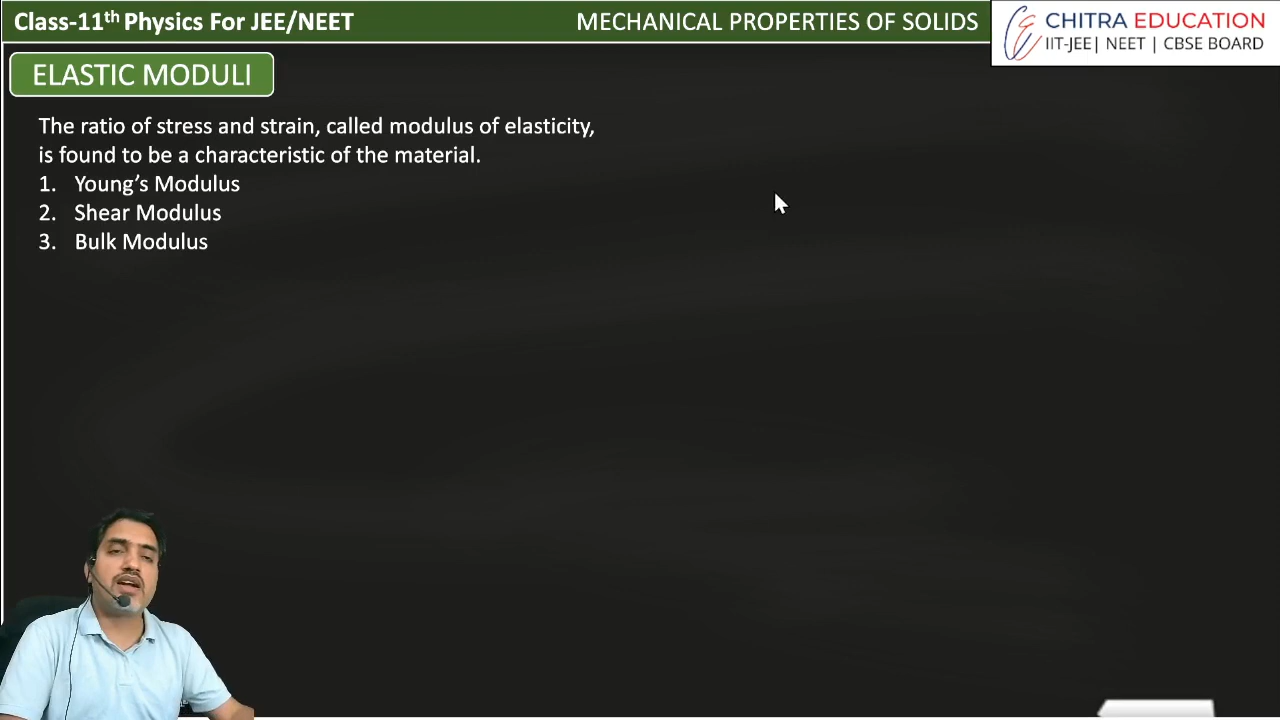 Class-11th Physics For JEE/NEET
MECHANICAL PROPERTIES OF SOLIDS
CHITRA EDUCATION
IIT-JEE| NEET | CBSE BOARD
ELASTIC MODULI
The ratio of stress and strain, called modulus of elasticity,
is found to be a characteristic of the material.
1. Young’s Modulus
2. Shear Modulus
3. Bulk Modulus